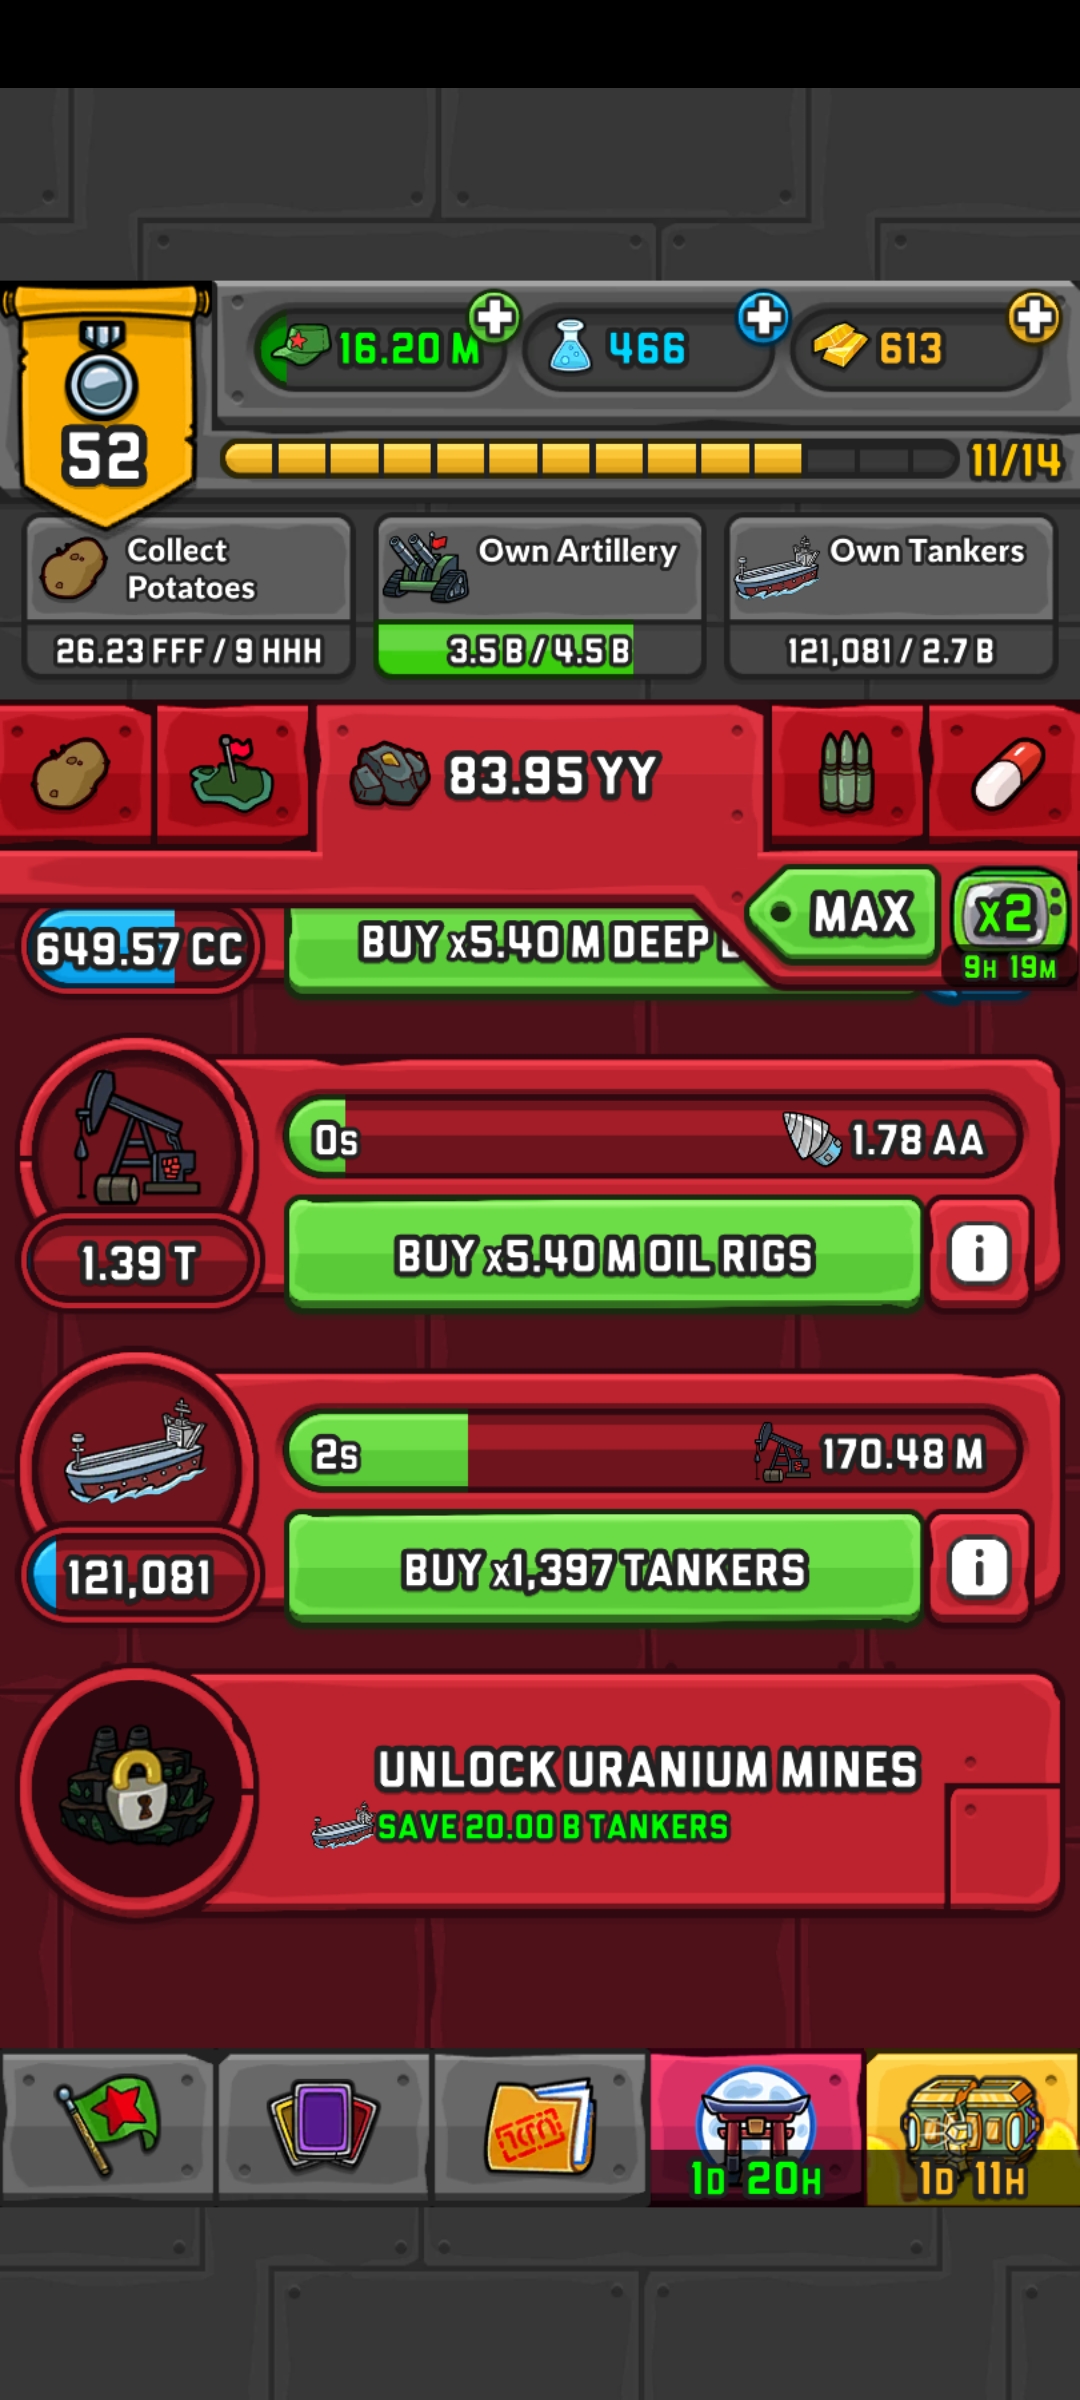 16.20 M
466
613
52
11/14
Collect
Potatoes
26.23 FFF / 9 HHH
Own Artillery
3.5 B / 4.5 B
Own Tankers
121,081 / 2.7 B
83.95 YY
MAX
x2
9H 19M
649.57 CC
BUY x5.40 M DEEP
0s
1.78 AA
1.39 T
BUY x5.40 M OIL RIGS
i
2s
170.48 M
121,081
BUY x1,397 TANKERS
i
UNLOCK URANIUM MINES
SAVE 20.00 B TANKERS
1D 20H
1D 11H